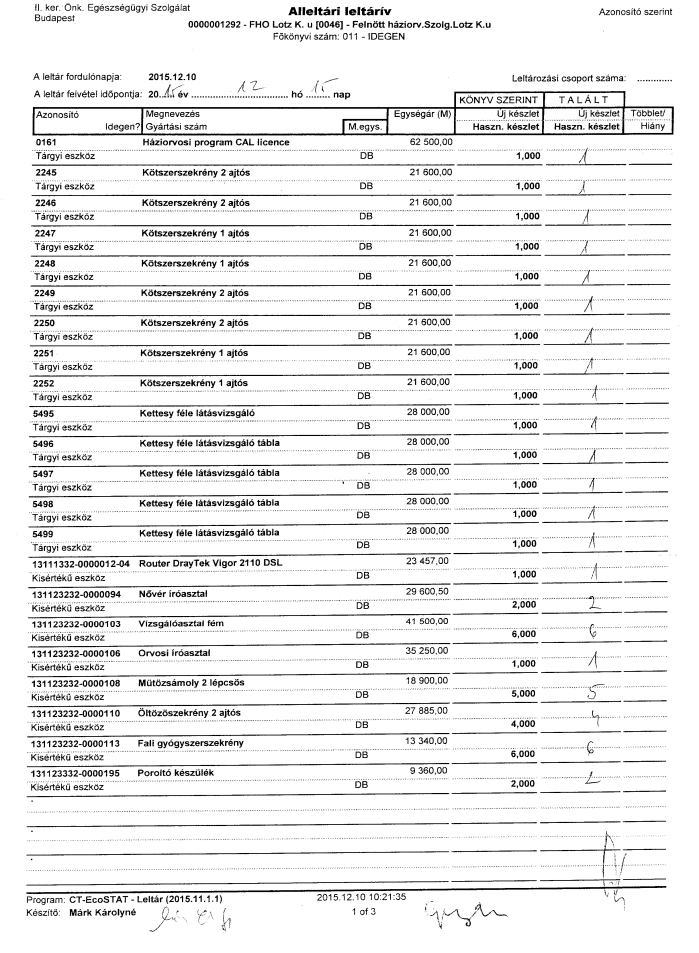 II. ker. Önk. Egészségügyi Szolgálat
Budapest
Alleltári leltárív
Azonosító szerint
0000001292 - FHO Lotz K. u [0046] - Felnőtt háziorv.Szolg.Lotz K.u
Főkönyvi szám: 011 - IDEGEN
A leltár fordulónapja: 2015.12.10
Leltározási csoport száma: ............
A leltár felvétel időpontja: 2015 év 12 hó 15 nap
KÖNYV SZERINT TALÁLT
Azonosító Megnevezés Egységár (M) Új készlet Új készlet Többlet/
Idegen? Gyártási szám M.egys. Haszn. készlet Haszn. készlet Hiány
0161 Háziorvosi program CAL licence 62 500,00
Tárgyi eszköz DB 1,000 1
2245 Kötszerszekrény 2 ajtós 21 600,00
Tárgyi eszköz DB 1,000 1
2246 Kötszerszekrény 2 ajtós 21 600,00
Tárgyi eszköz DB 1,000 1
2247 Kötszerszekrény 1 ajtós 21 600,00
Tárgyi eszköz DB 1,000 1
2248 Kötszerszekrény 1 ajtós 21 600,00
Tárgyi eszköz DB 1,000 1
2249 Kötszerszekrény 2 ajtós 21 600,00
Tárgyi eszköz DB 1,000 1
2250 Kötszerszekrény 2 ajtós 21 600,00
Tárgyi eszköz DB 1,000 1
2251 Kötszerszekrény 1 ajtós 21 600,00
Tárgyi eszköz DB 1,000 1
2252 Kötszerszekrény 1 ajtós 21 600,00
Tárgyi eszköz DB 1,000 1
5495 Kettesy féle látásvizsgáló 28 000,00
Tárgyi eszköz DB 1,000 1
5496 Kettesy féle látásvizsgáló tábla 28 000,00
Tárgyi eszköz DB 1,000 1
5497 Kettesy féle látásvizsgáló tábla 28 000,00
Tárgyi eszköz DB 1,000 1
5498 Kettesy féle látásvizsgáló tábla 28 000,00
Tárgyi eszköz DB 1,000 1
5499 Kettesy féle látásvizsgáló tábla 28 000,00
Tárgyi eszköz DB 1,000 1
13111332-0000012-04 Router DrayTek Vigor 2110 DSL 23 457,00
Kisértékű eszköz DB 1,000 1
131123232-0000094 Nővér íróasztal 29 600,50
Kisértékű eszköz DB 2,000 2
131123232-0000103 Vizsgálóasztal fém 41 500,00
Kisértékű eszköz DB 6,000 6
131123232-0000106 Orvosi íróasztal 35 250,00
Kisértékű eszköz DB 1,000 1
131123232-0000108 Műtőzsámoly 2 lépcsős 18 900,00
Kisértékű eszköz DB 5,000 5
131123232-0000110 Öltözőszekrény 2 ajtós 27 885,00
Kisértékű eszköz DB 4,000 4
131123232-0000113 Fali gyógyszerszekrény 13 340,00
Kisértékű eszköz DB 6,000 6
131123332-0000195 Poroltó készülék 9 360,00
Kisértékű eszköz DB 2,000 2
Program: CT-EcoSTAT - Leltár (2015.11.1.1) 2015.12.10 10:21:35
Készítő: Márk Károlyné 1 of 3